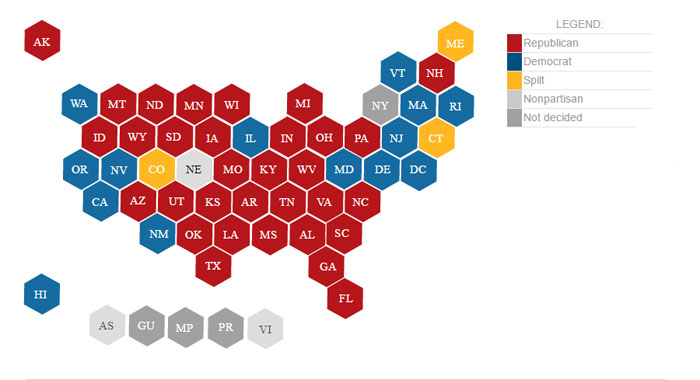 AK
ME
LEGEND:
Republican
Democrat
Spilt
Nonpartisan
Not decided
VT NH
WA MT ND MN WI MI NY MA RI
ID WY SD IA IL IN OH PA NJ CT
OR NV CO NE MO KY WV MD DE DC
CA AZ UT KS AR TN VA NC
NM OK LA MS AL SC
TX GA
HI
FL
AS GU MP PR VI